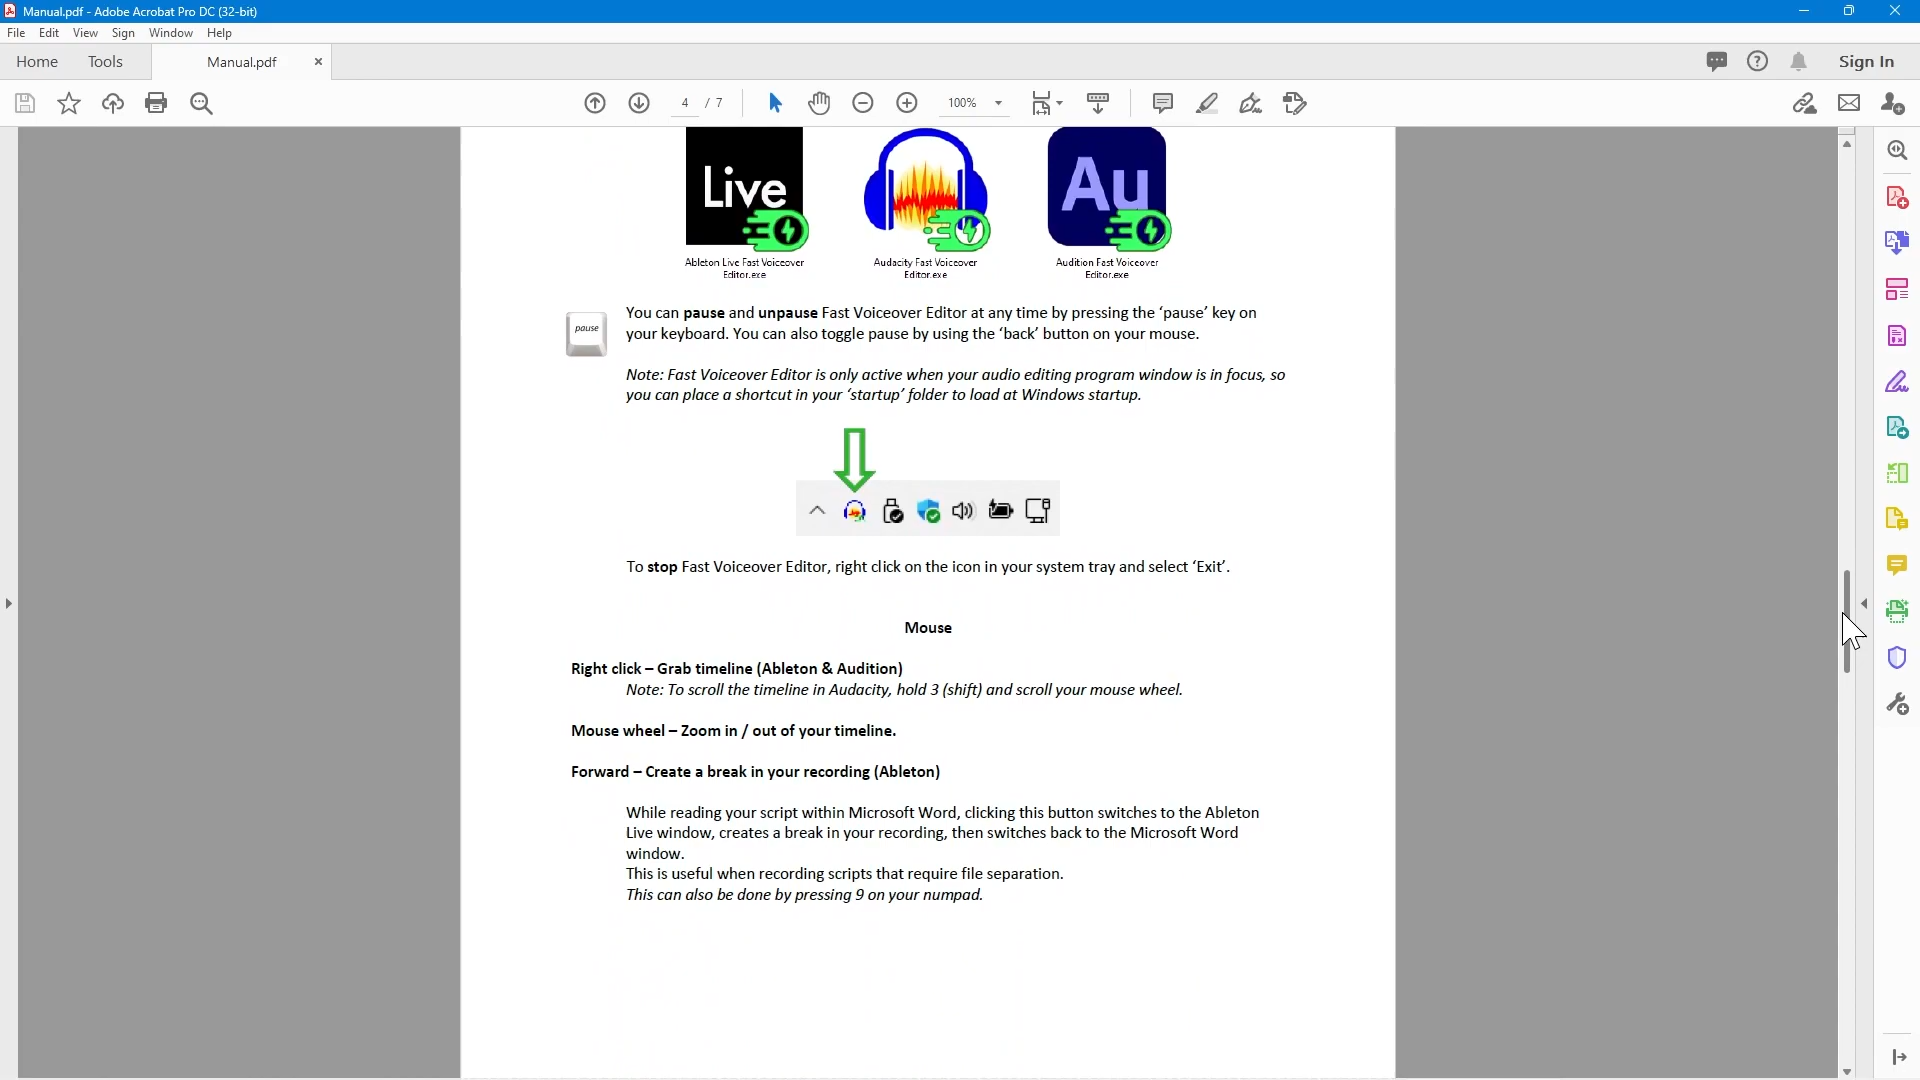 Manual.pdf - Adobe Acrobat Pro DC (32-bit)
File Edit View Sign Window Help
Home Tools Manual.pdf Sign In
4 / 7 100%
Live Au
Ableton Live Fast Voiceover Editor.exe
Audacity Fast Voiceover Editor.exe
Audition Fast Voiceover Editor.exe
You can pause and unpause Fast Voiceover Editor at any time by pressing the ‘pause’ key on
pause
your keyboard. You can also toggle pause by using the ‘back’ button on your mouse.
Note: Fast Voiceover Editor is only active when your audio editing program window is in focus, so
you can place a shortcut in your ‘startup’ folder to load at Windows startup.
To stop Fast Voiceover Editor, right click on the icon in your system tray and select ‘Exit’.
Mouse
Right click – Grab timeline (Ableton & Audition)
Note: To scroll the timeline in Audacity, hold 3 (shift) and scroll your mouse wheel.
Mouse wheel – Zoom in / out of your timeline.
Forward – Create a break in your recording (Ableton)
While reading your script within Microsoft Word, clicking this button switches to the Ableton
Live window, creates a break in your recording, then switches back to the Microsoft Word
window.
This is useful when recording scripts that require file separation.
This can also be done by pressing 9 on your numpad.